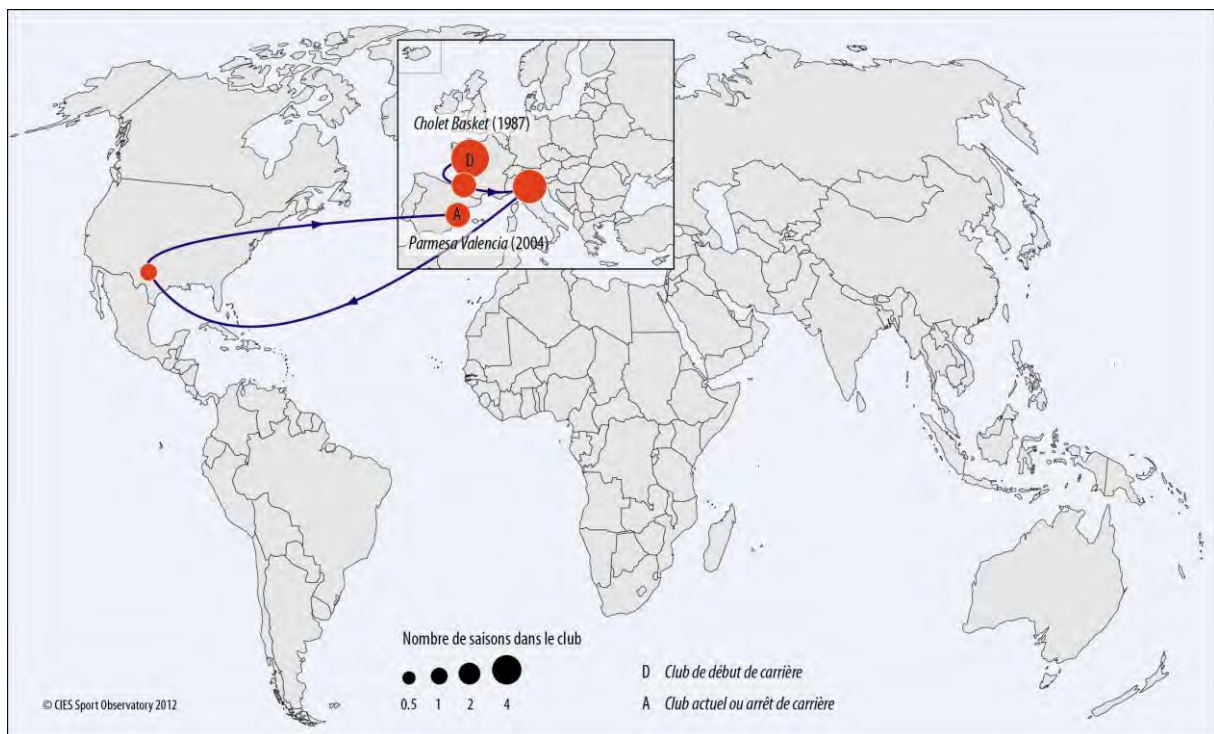 Cholet Basket (1987)
D
A
Parmesa Valencia (2004)
Nombre de saisons dans le club
0.5 1 2 4
D Club de début de carrière
A Club actuel ou arrêt de carrière
© CIES Sport Observatory 2012